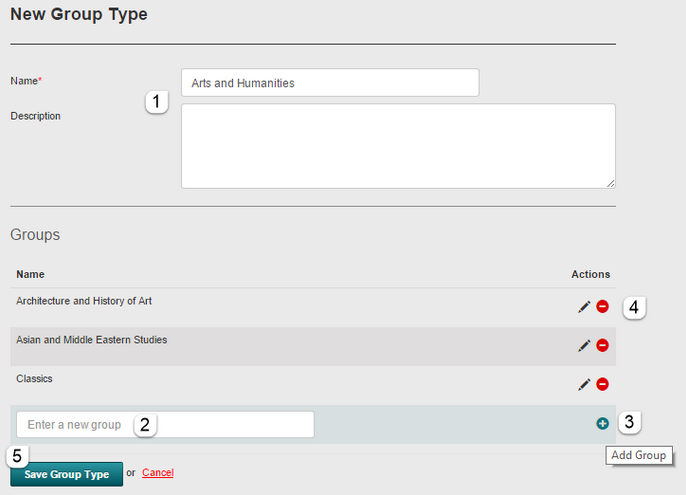 New Group Type
Name* Arts and Humanities
1
Description
Groups
Name Actions
Architecture and History of Art 4
Asian and Middle Eastern Studies
Classics
Enter a new group 2 3
Add Group
5
Save Group Type or Cancel